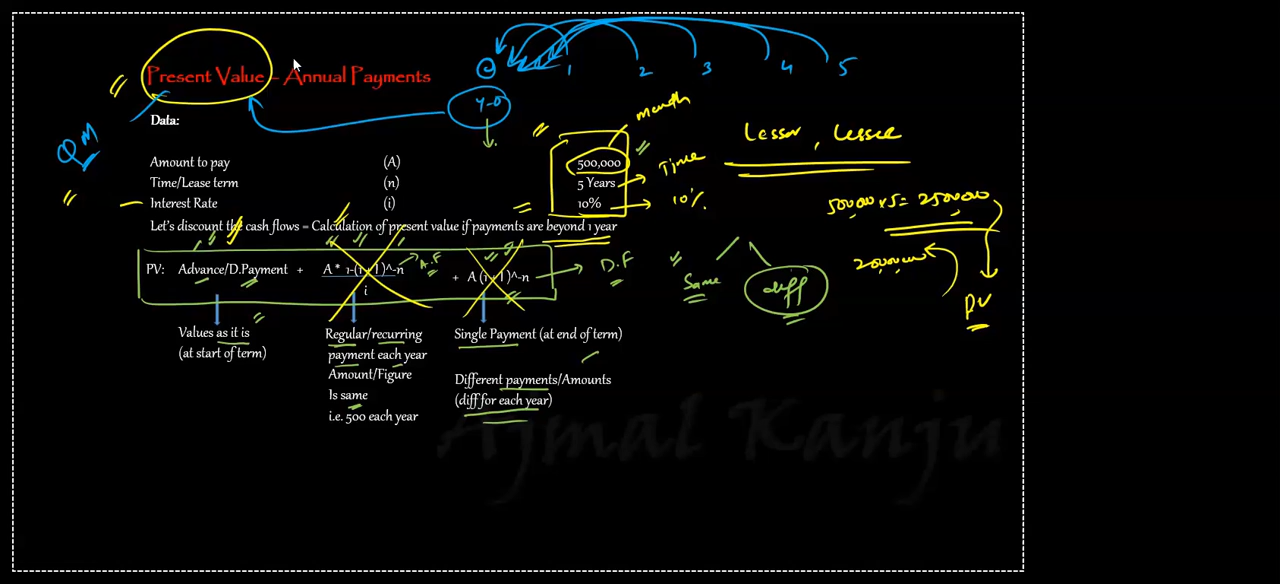 0 1 2 3 4 5
Present Value - Annual Payments
Y-0
month
Data:
QM
Lessor, Lessee
Amount to pay (A) 500,000
Time
Time/Lease term (n) 5 Years
Interest Rate (i) 10%
10%
500000 x 5 = 2500000
Let's discount the cash flows = Calculation of present value if payments are beyond 1 year
PV: Advance/D.Payment + A* 1-(1+i)^-n + A (1+i)^-n
i
A.F
D.F
Same
diff
2000000
PV
Values as it is
(at start of term)
Regular/recurring
payment each year
Amount/Figure
Is same
i.e. 500 each year
Single Payment (at end of term)
Different payments/Amounts
(diff for each year)
Ajmal Kanju